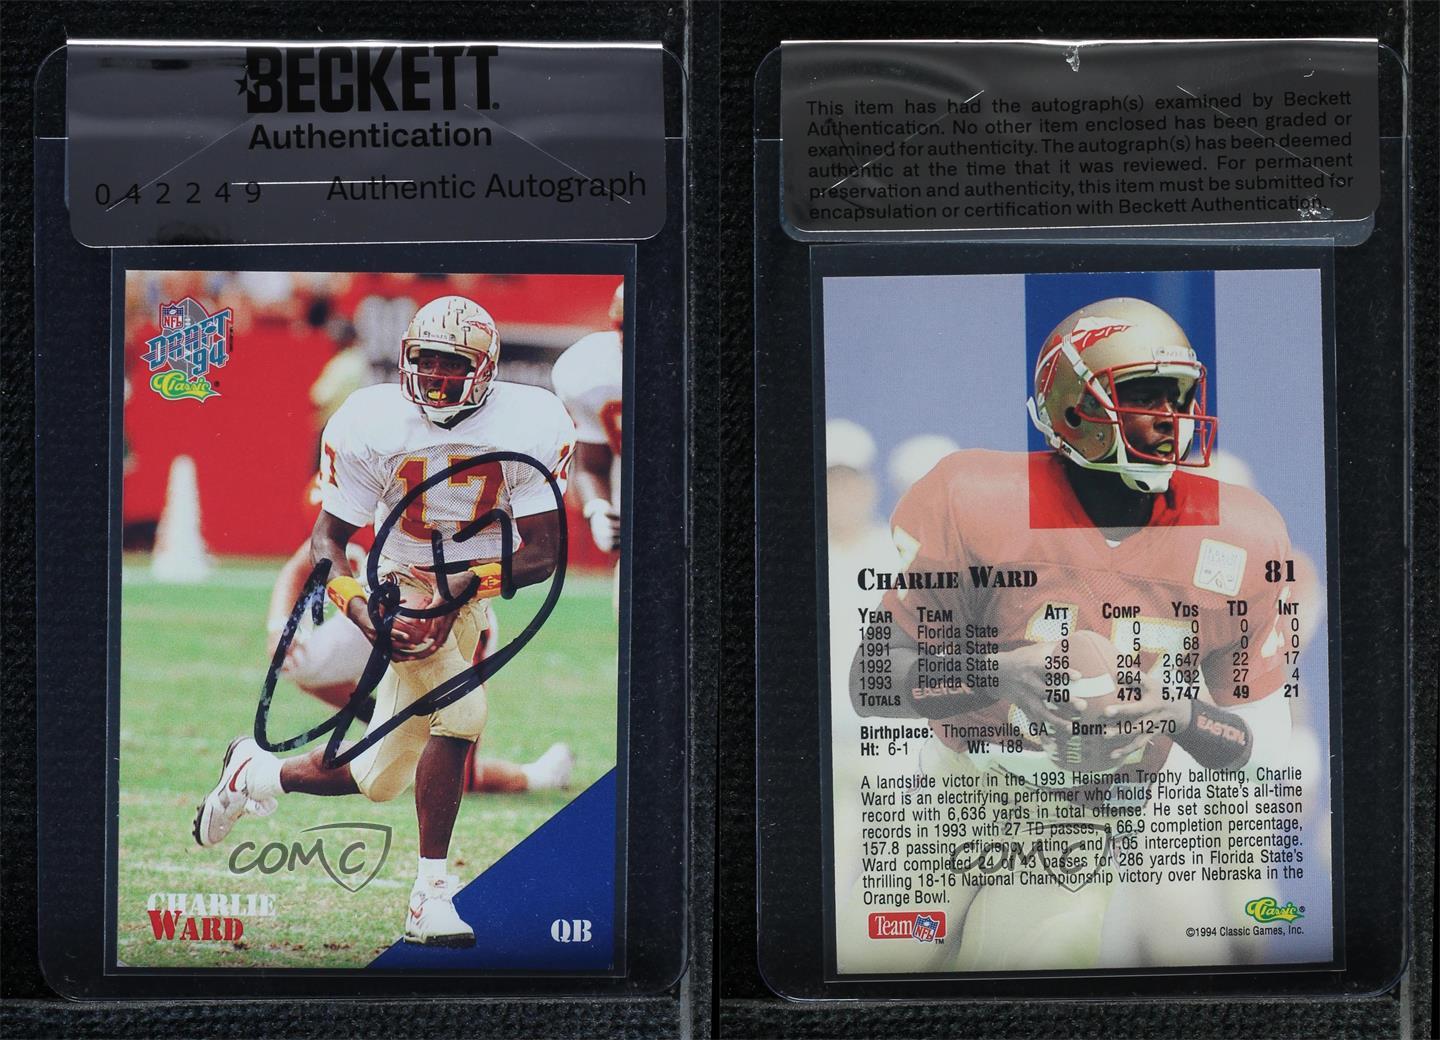 BECKETT
Authentication
042249 Authentic Autograph
NFL
DRAFT
94
Classic
17
CHARLIE
WARD
QB
COMC
This item has had the autograph(s) examined by Beckett
Authentication. No other item enclosed has been graded or
examined for authenticity. The autograph(s) has been deemed
authentic at the time that it was reviewed. For permanent
preservation and authenticity, this item must be submitted for
encapsulation or certification with Beckett Authentication.
CHARLIE WARD 81
YEAR TEAM ATT COMP YDS TD INT
1989 Florida State 5 0 0 0 0
1991 Florida State 9 5 68 0 0
1992 Florida State 356 204 2,647 22 17
1993 Florida State 380 264 3,032 27 4
TOTALS 750 473 5,747 49 21
EASTON
EASTON
Birthplace: Thomasville, GA Born: 10-12-70
Ht: 6-1 Wt: 188
A landslide victor in the 1993 Heisman Trophy balloting, Charlie
Ward is an electrifying performer who holds Florida State's all-time
record with 6,636 yards in total offense. He set school season
records in 1993 with 27 TD passes, a 66.9 completion percentage,
157.8 passing efficiency rating, and 1.05 interception percentage.
Ward completed 24 of 43 passes for 286 yards in Florida State's
thrilling 18-16 National Championship victory over Nebraska in the
Orange Bowl.
COMC
Team NFL TM
Classic®
©1994 Classic Games, Inc.